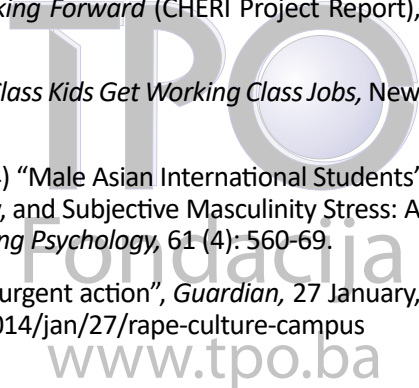 king Forward (CHERI Project Report),
Class Kids Get Working Class Jobs, New
) “Male Asian International Students’
, and Subjective Masculinity Stress: A
ng Psychology, 61 (4): 560-69.
urgent action”, Guardian, 27 January,
014/jan/27/rape-culture-campus
TPO
Fondacija
www.tpo.ba